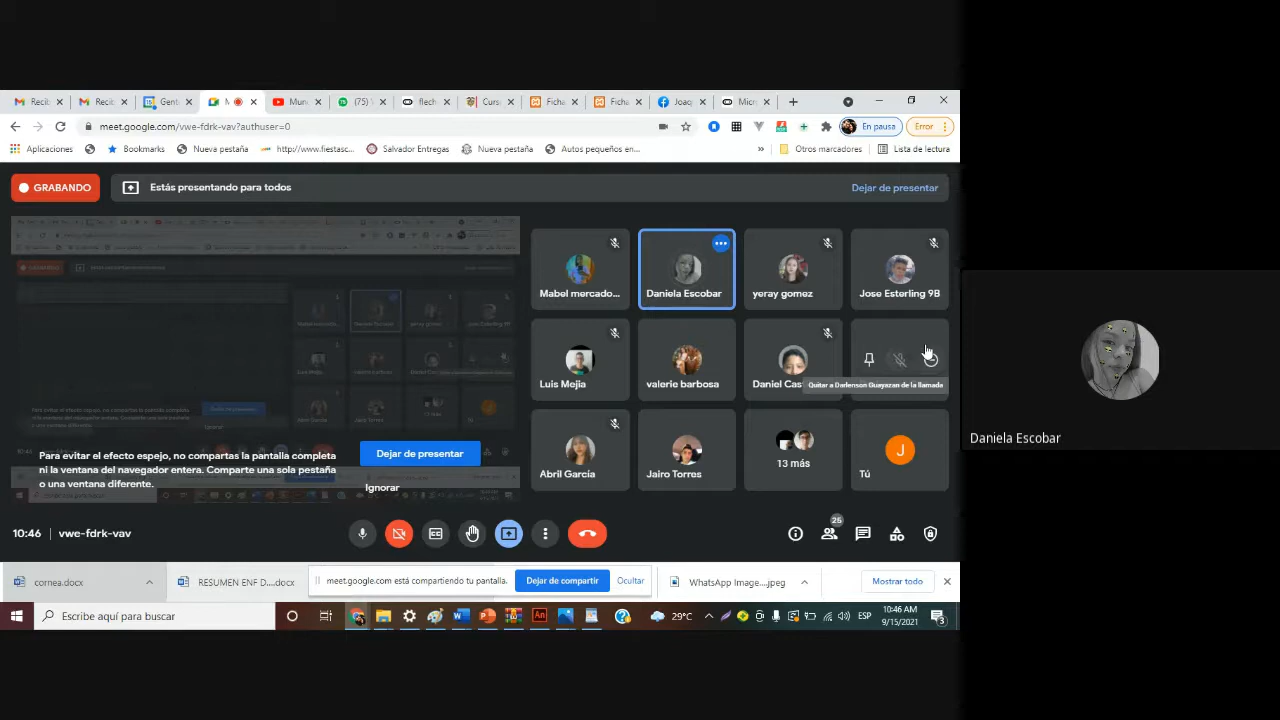 Recib
Recib
Genti
M
Mun
(75) V
flech
Curs
Ficha
Ficha
Joaq
Micro
meet.google.com/vwe-fdrk-vav?authuser=0
En pausa
Error
Aplicaciones
Bookmarks
Nueva pestaña
http://www.fiestasc...
Salvador Entregas
Nueva pestaña
Autos pequeños en...
»
Otros marcadores
Lista de lectura
GRABANDO
Estás presentando para todos
Dejar de presentar
Mabel mercado...
Daniela Escobar
yeray gomez
Jose Esterling 9B
Luis Mejia
valerie barbosa
Daniel Cas
Quitar a Darlenson Guayazan de la llamada
Abril García
Jairo Torres
13 más
J
Tú
Para evitar el efecto espejo, no compartas la pantalla completa
ni la ventana del navegador entera. Comparte una sola pestaña
o una ventana diferente.
Dejar de presentar
Ignorar
Daniela Escobar
10:46 | vwe-fdrk-vav
25
cornea.docx
RESUMEN ENF D....docx
meet.google.com está compartiendo tu pantalla.
Dejar de compartir
Ocultar
WhatsApp Image....jpeg
Mostrar todo
Escribe aquí para buscar
29°C
ESP
10:46 AM
9/15/2021
3